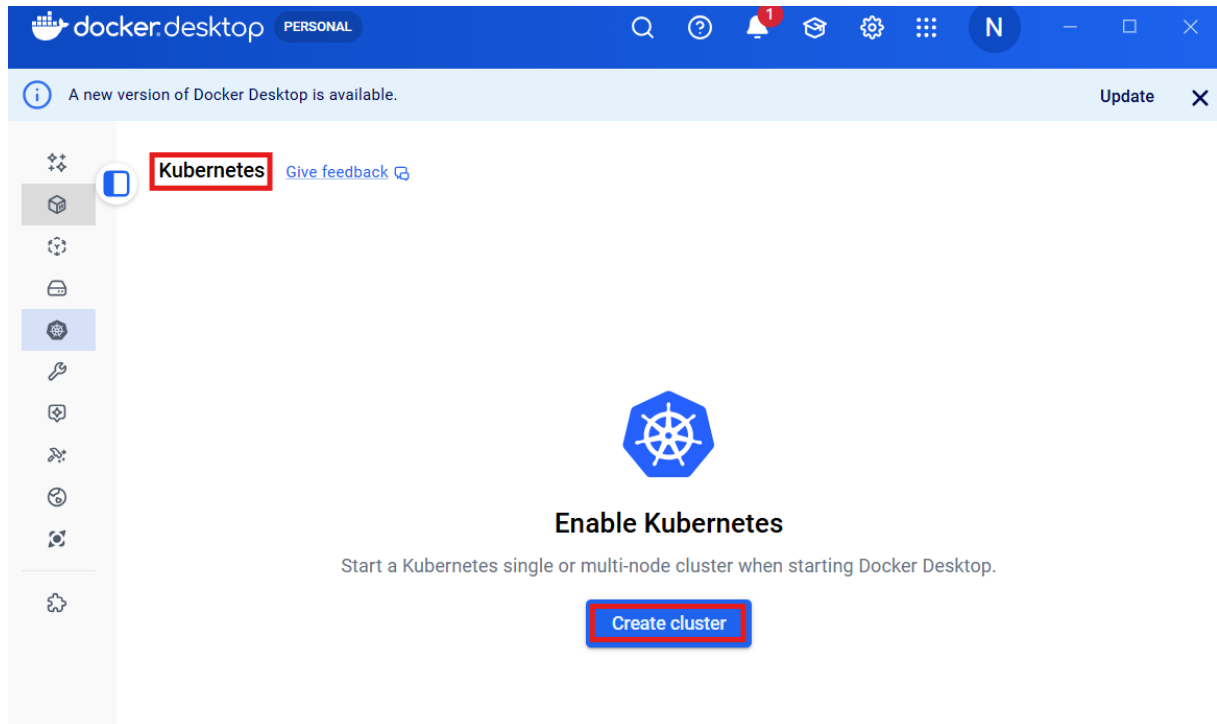 docker.desktop PERSONAL 1 N
A new version of Docker Desktop is available. Update
Kubernetes Give feedback
Enable Kubernetes
Start a Kubernetes single or multi-node cluster when starting Docker Desktop.
Create cluster